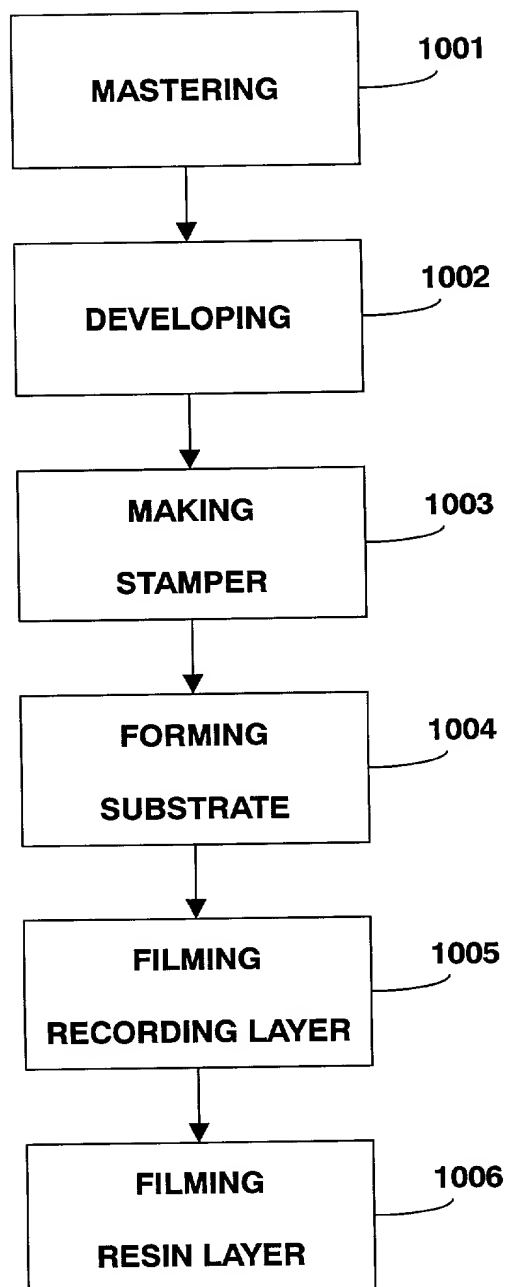 1001
MASTERING
1002
DEVELOPING
1003
MAKING
STAMPER
1004
FORMING
SUBSTRATE
1005
FILMING
RECORDING LAYER
1006
FILMING
RESIN LAYER